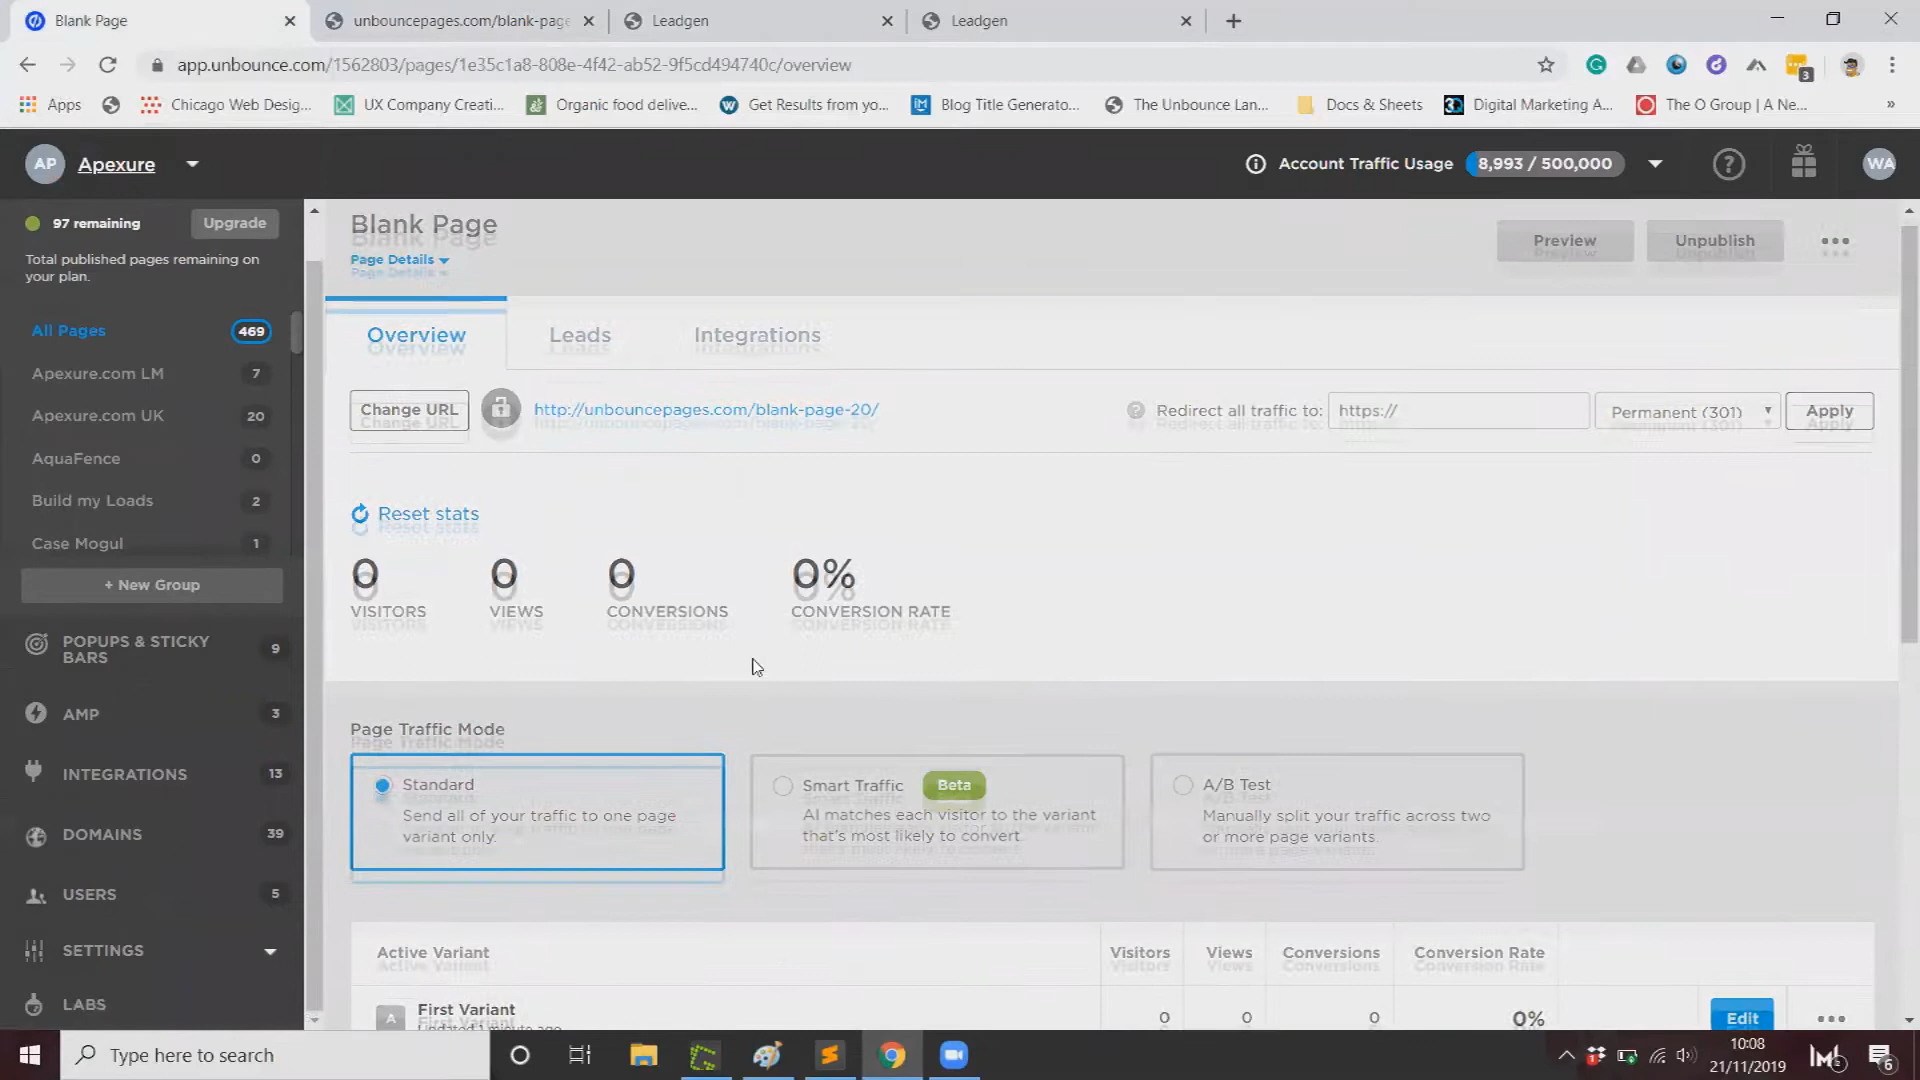 Blank Page
unbouncepages.com/blank-page
Leadgen
Leadgen
app.unbounce.com/1562803/pages/1e35c1a8-808e-4f42-ab52-9f5cd494740c/overview
3
Apps
Chicago Web Desig...
UX Company Creati...
Organic food delive...
Get Results from yo...
Blog Title Generato...
The Unbounce Lan...
Docs & Sheets
Digital Marketing A...
The O Group | A Ne...
»
AP
Apexure
Account Traffic Usage
8,993 / 500,000
WA
97 remaining
Upgrade
Total published pages remaining on
your plan.
All Pages
469
Apexure.com LM
7
Apexure.com UK
20
AquaFence
0
Build my Loads
2
Case Mogul
1
+ New Group
POPUPS & STICKY
BARS
9
AMP
3
INTEGRATIONS
13
DOMAINS
39
USERS
5
SETTINGS
LABS
Blank Page
Page Details
Preview
Unpublish
Overview
Leads
Integrations
Change URL
http://unbouncepages.com/blank-page-20/
Redirect all traffic to:
https://
Permanent (301)
Apply
Reset stats
0
0
0
0%
VISITORS
VIEWS
CONVERSIONS
CONVERSION RATE
Page Traffic Mode
Standard
Send all of your traffic to one page
variant only.
Smart Traffic
Beta
AI matches each visitor to the variant
that's most likely to convert.
A/B Test
Manually split your traffic across two
or more page variants.
Active Variant
Visitors
Views
Conversions
Conversion Rate
A
First Variant
Updated 1 minute ago
0
0
0
0%
Edit
Type here to search
10:08
21/11/2019
6